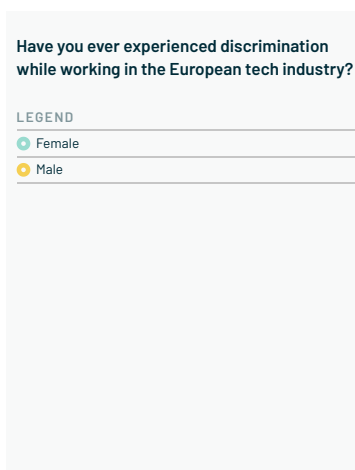 Have you ever experienced discrimination
while working in the European tech industry?
LEGEND
Female
Male